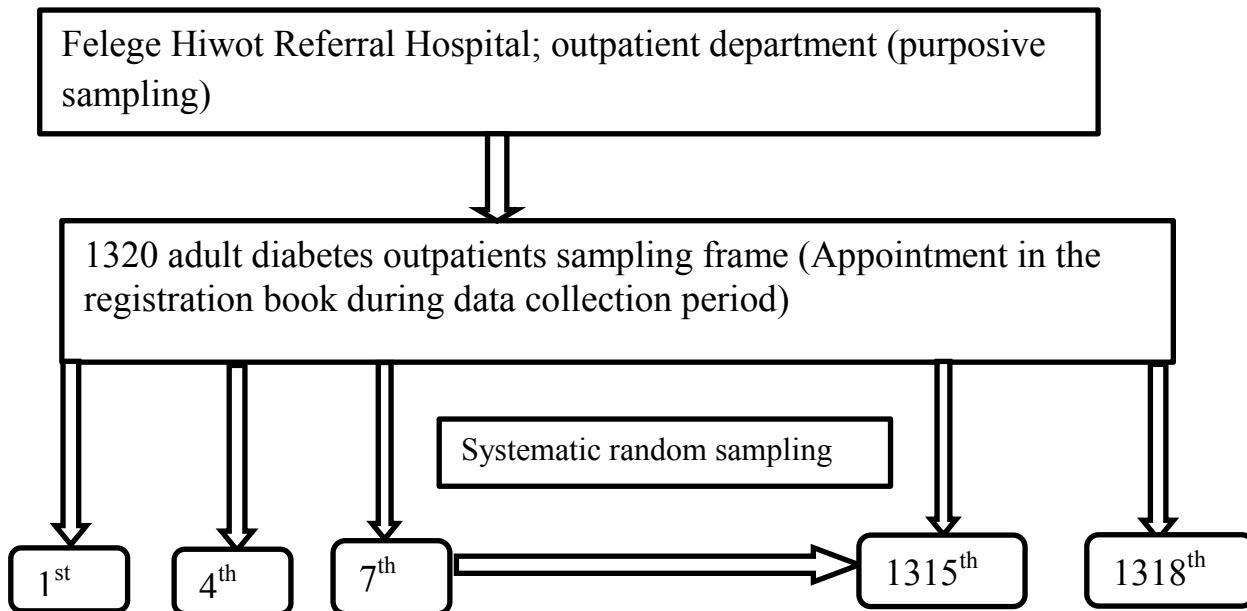 Felege Hiwot Referral Hospital; outpatient department (purposive
sampling)
1320 adult diabetes outpatients sampling frame (Appointment in the
registration book during data collection period)
Systematic random sampling
1st
4th
7th
1315th
1318th